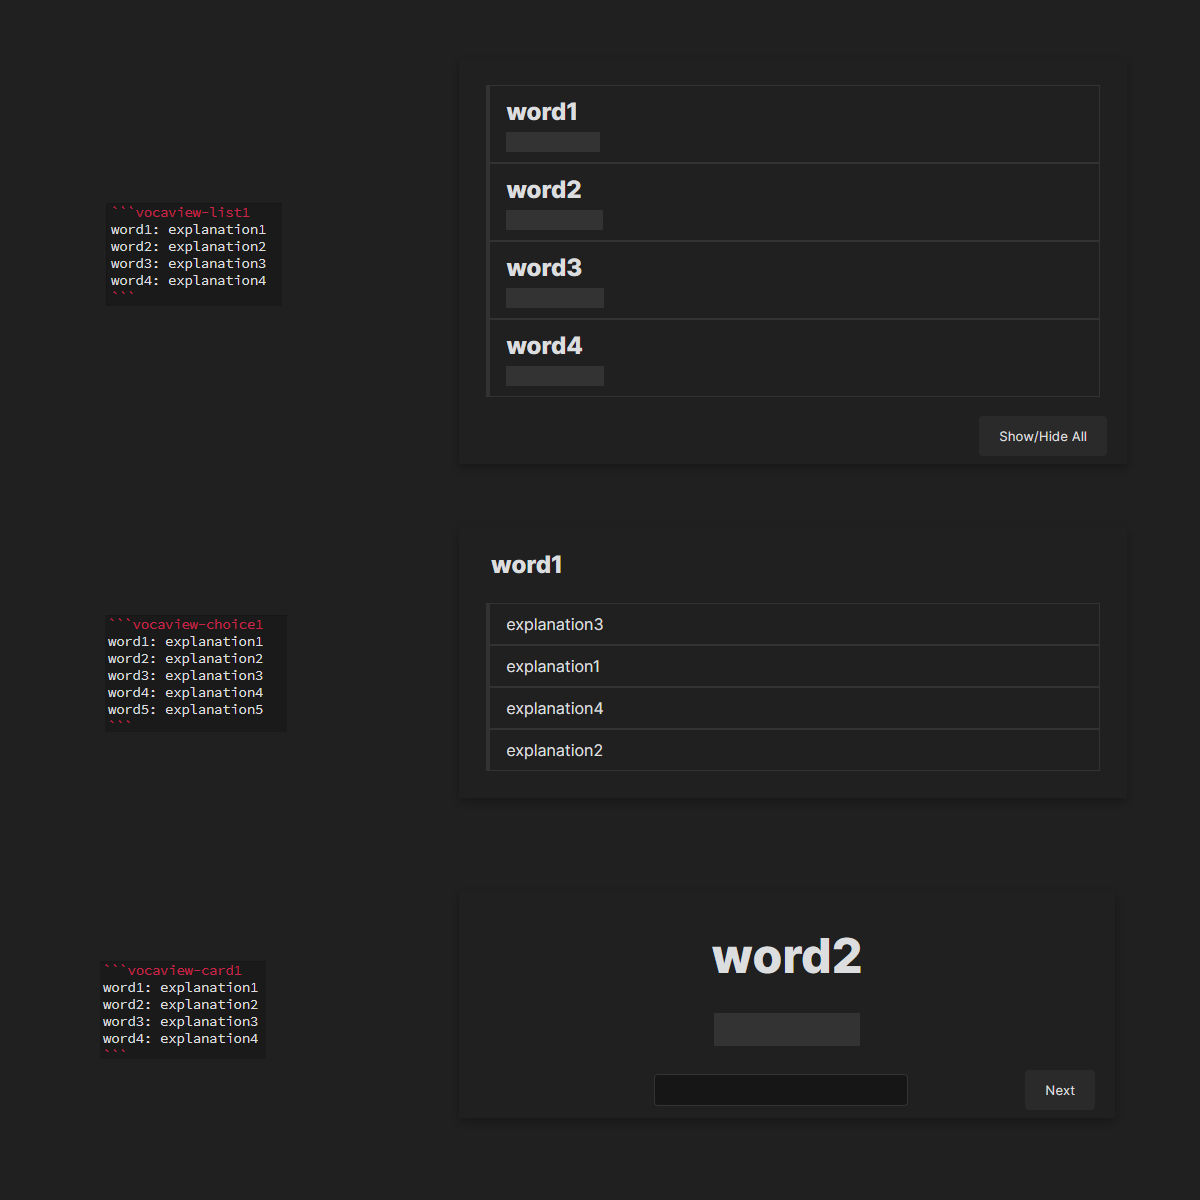 ```vocaview-list1
word1: explanation1
word2: explanation2
word3: explanation3
word4: explanation4
```
word1
word2
word3
word4
Show/Hide All
```vocaview-choice1
word1: explanation1
word2: explanation2
word3: explanation3
word4: explanation4
word5: explanation5
```
word1
explanation3
explanation1
explanation4
explanation2
```vocaview-card1
word1: explanation1
word2: explanation2
word3: explanation3
word4: explanation4
```
word2
Next